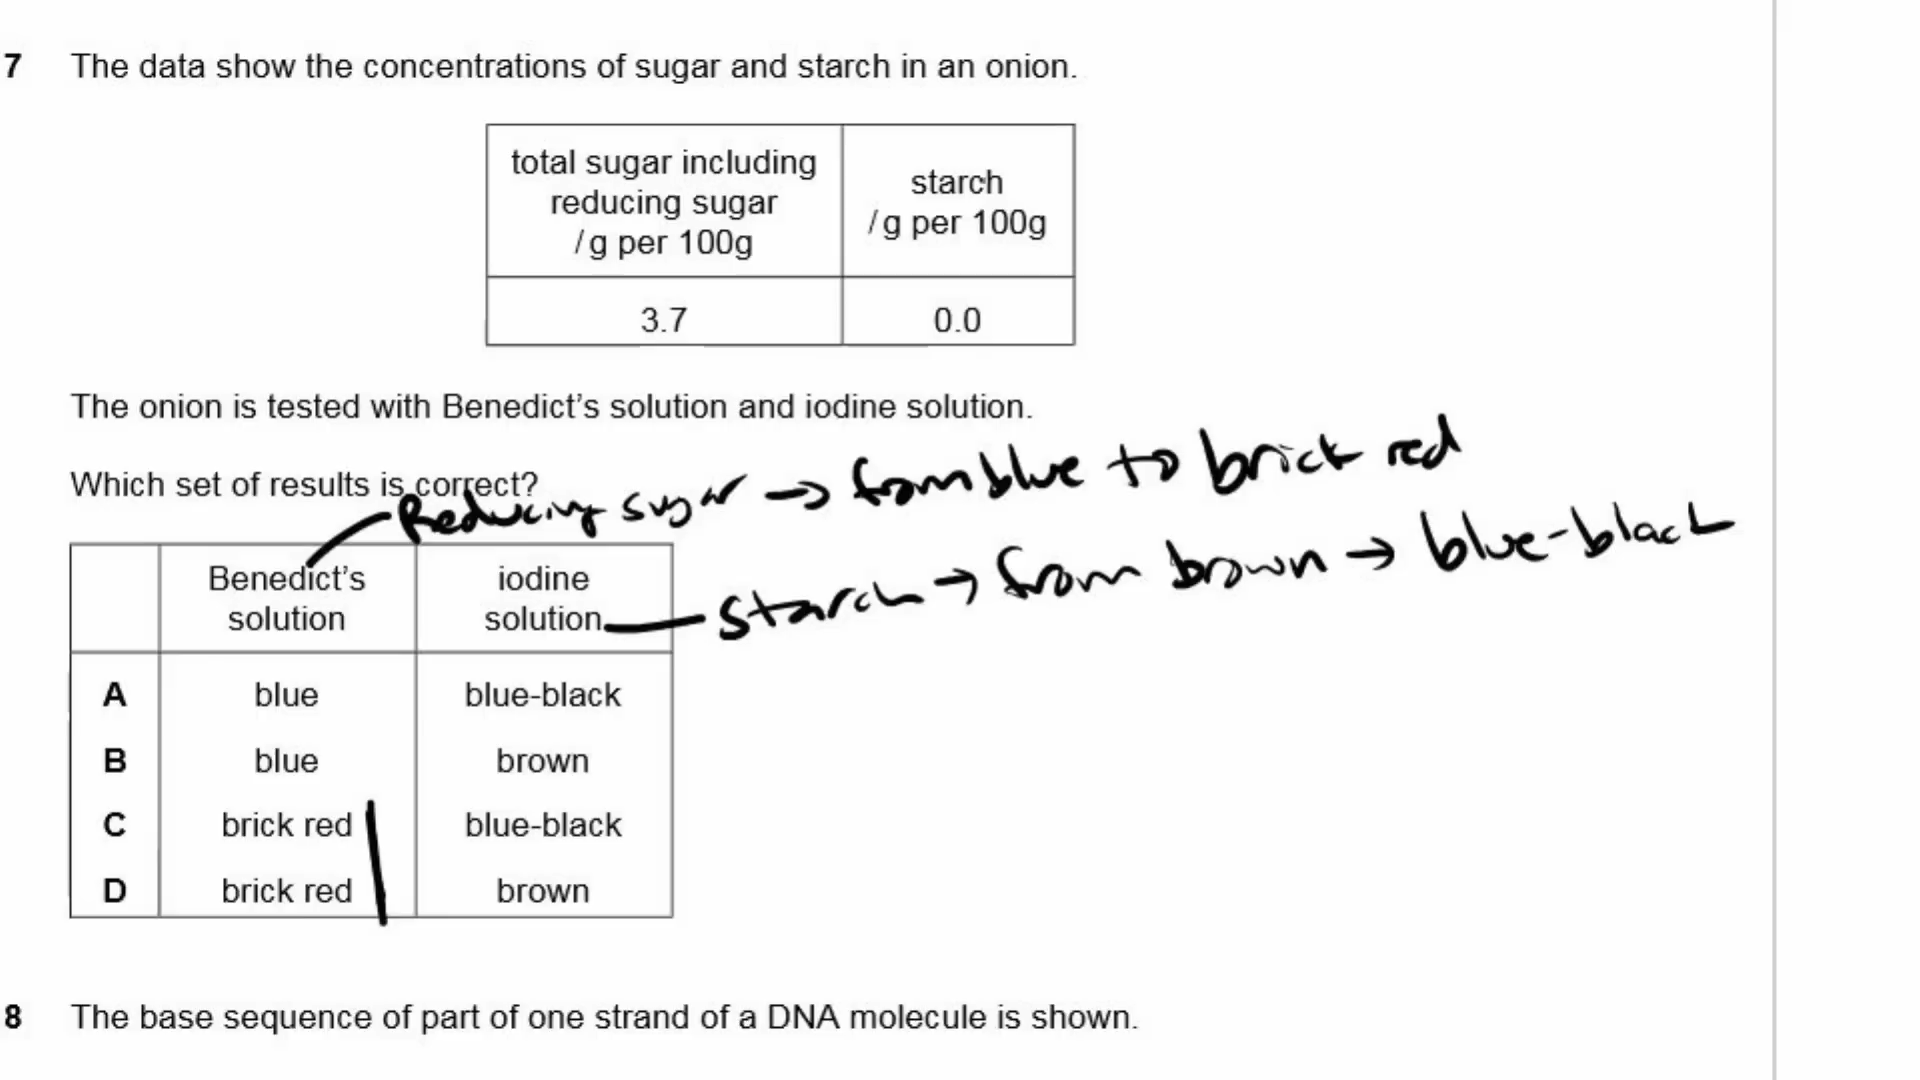 7 The data show the concentrations of sugar and starch in an onion.
total sugar including reducing sugar /g per 100g
starch /g per 100g
3.7 0.0
The onion is tested with Benedict's solution and iodine solution.
Which set of results is correct?
Reducing sugar → from blue to brick red
starch → from brown → blue-black
Benedict's solution
iodine solution
A blue blue-black
B blue brown
C brick red blue-black
D brick red brown
8 The base sequence of part of one strand of a DNA molecule is shown.